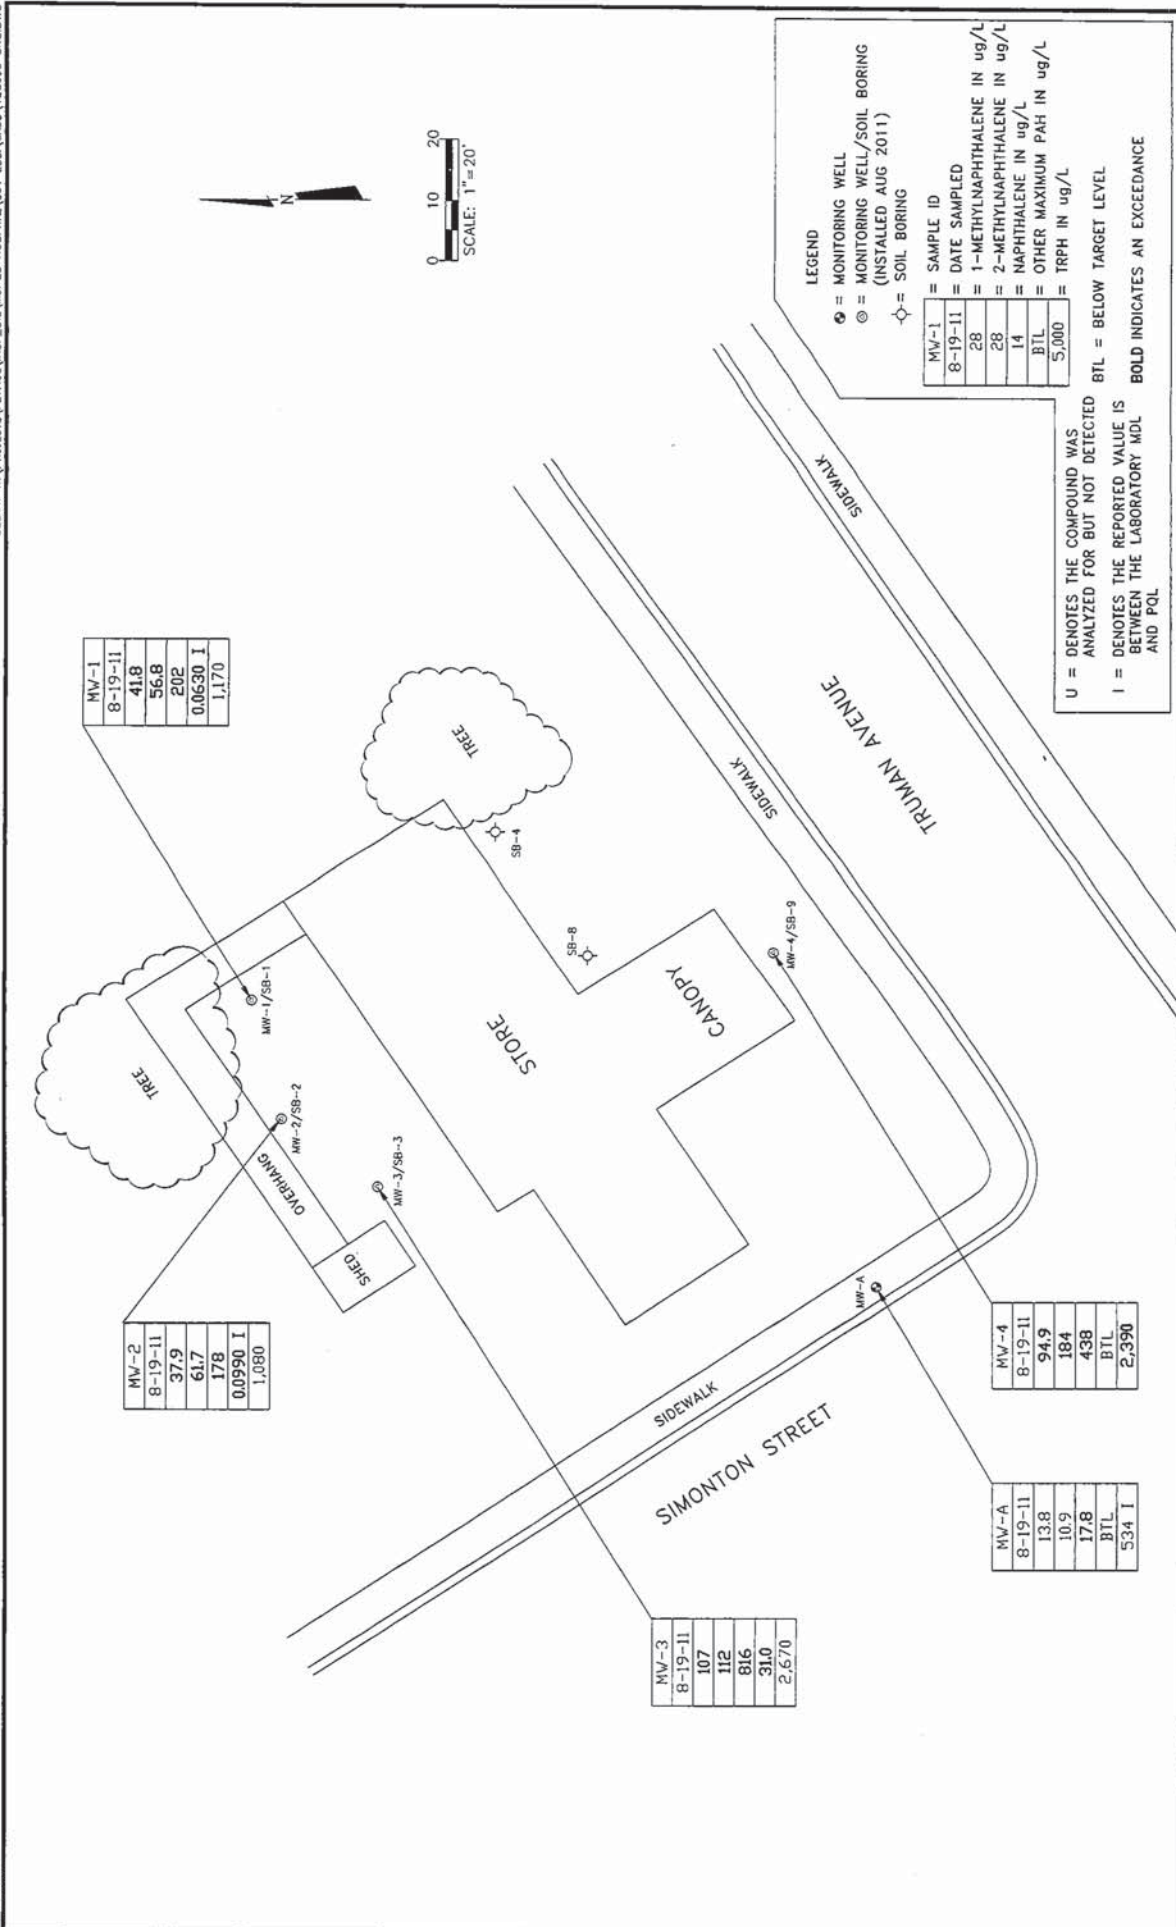 MW-1
8-19-11
41.8
56.8
202
0.0630 I
1,170
MW-2
8-19-11
37.9
61.7
178
0.0990 I
1,080
N
0 10 20
SCALE: 1"=20'
TREE
TREE
MW-1/SB-1
MW-2/SB-2
MW-3/SB-3
OVERHANG
SHED
STORE
CANOPY
SB-4
SB-8
MW-4/SB-9
MW-A
SIDEWALK
SIDEWALK
SIDEWALK
SIMONTON STREET
TRUMAN AVENUE
MW-3
8-19-11
107
112
816
31.0
2,670
MW-A
8-19-11
13.8
10.9
17.8
BTL
534 I
MW-4
8-19-11
94.9
184
438
BTL
2,390
LEGEND
= MONITORING WELL
= MONITORING WELL/SOIL BORING
(INSTALLED AUG 2011)
= SOIL BORING
MW-1 = SAMPLE ID
8-19-11 = DATE SAMPLED
28 = 1-METHYLNAPHTHALENE IN ug/L
28 = 2-METHYLNAPHTHALENE IN ug/L
14 = NAPHTHALENE IN ug/L
BTL = OTHER MAXIMUM PAH IN ug/L
5,000 = TRPH IN ug/L
U = DENOTES THE COMPOUND WAS
ANALYZED FOR BUT NOT DETECTED
I = DENOTES THE REPORTED VALUE IS
BETWEEN THE LABORATORY MDL
AND PQL
BTL = BELOW TARGET LEVEL
BOLD INDICATES AN EXCEEDANCE